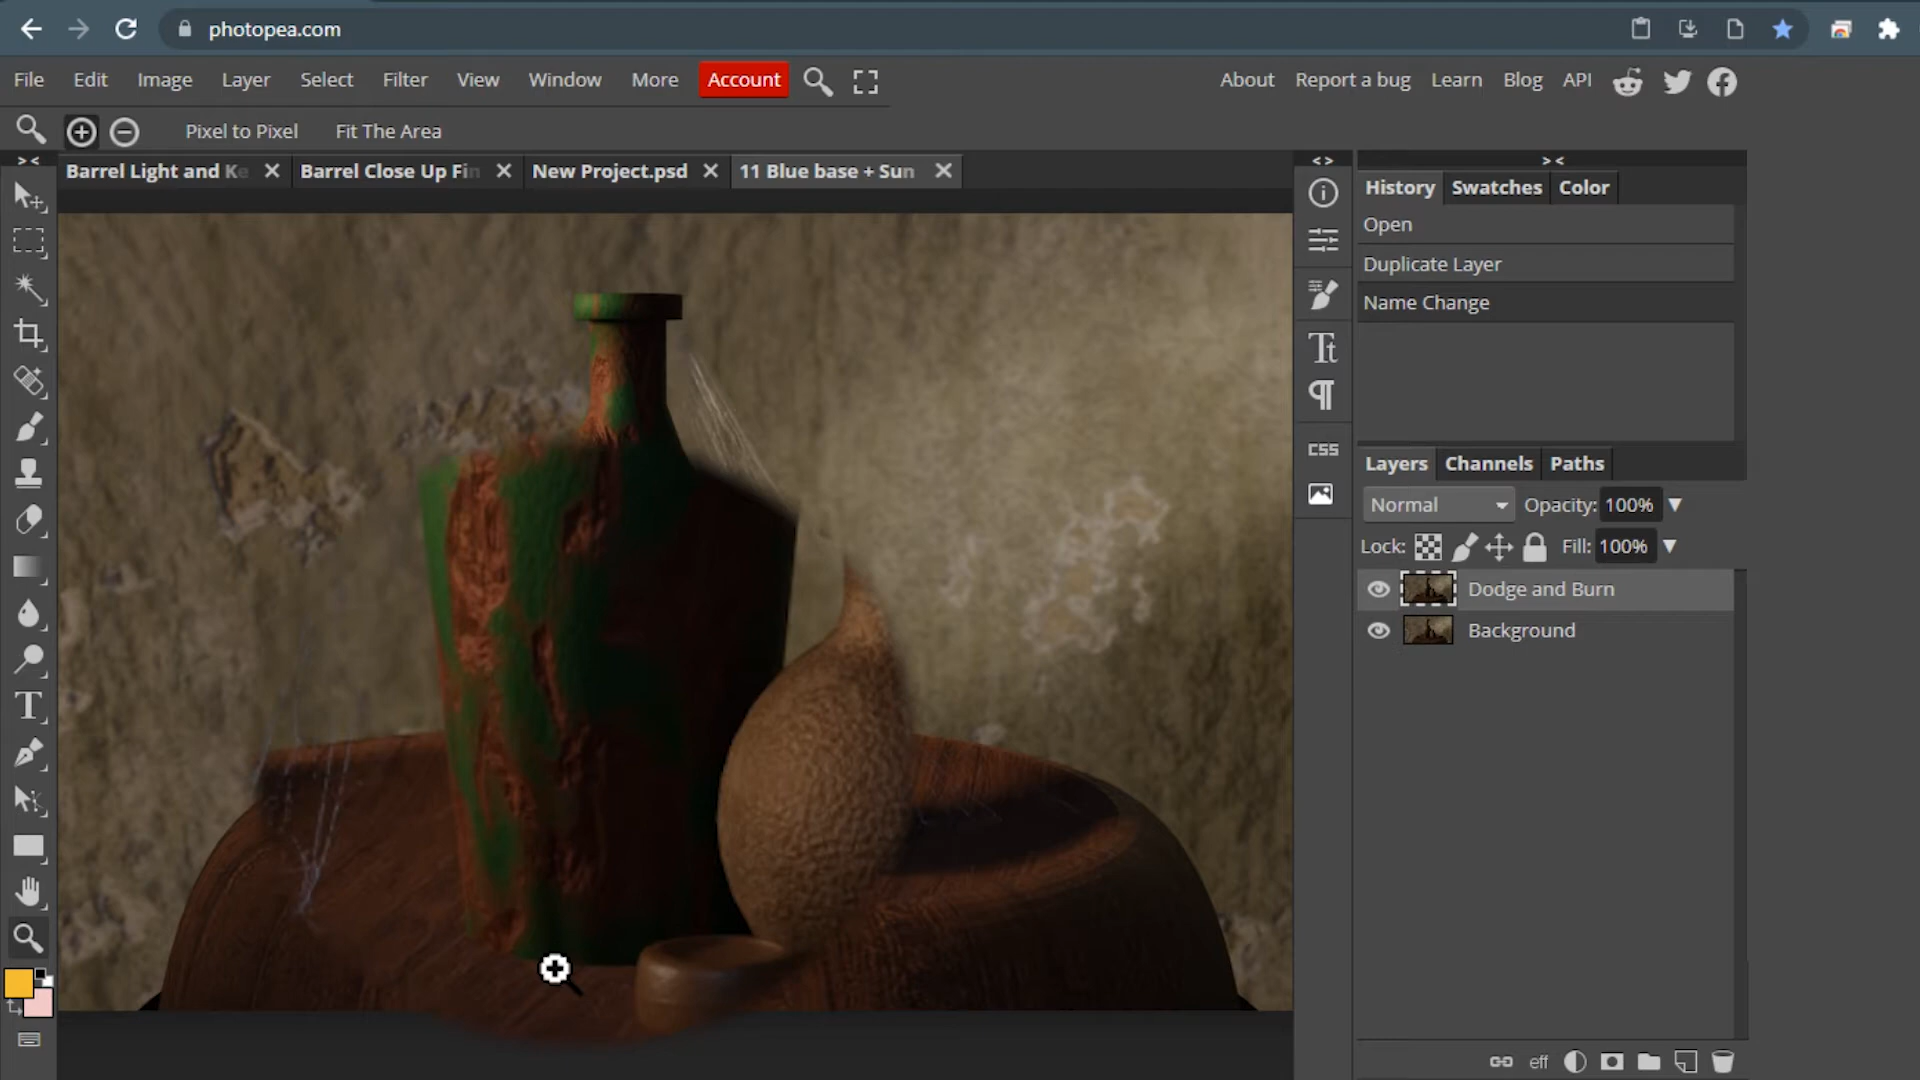 photopea.com
File Edit Image Layer Select Filter View Window More Account About Report a bug Learn Blog API
Pixel to Pixel Fit The Area
Barrel Light and Ke Barrel Close Up Fin New Project.psd 11 Blue base + Sun
> < < > > <
History Swatches Color
Open
Duplicate Layer
Name Change
CSS
Layers Channels Paths
Normal Opacity: 100%
Lock: Fill: 100%
Dodge and Burn
Background
eff